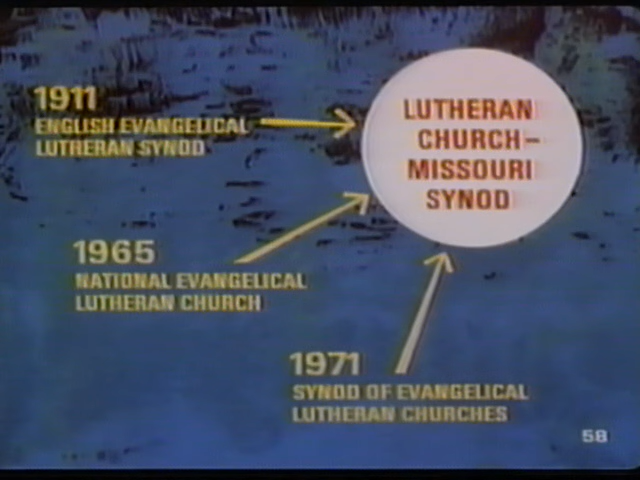 1911
ENGLISH EVANGELICAL
LUTHERAN SYNOD
LUTHERAN
CHURCH–
MISSOURI
SYNOD
1965
NATIONAL EVANGELICAL
LUTHERAN CHURCH
1971
SYNOD OF EVANGELICAL
LUTHERAN CHURCHES
58